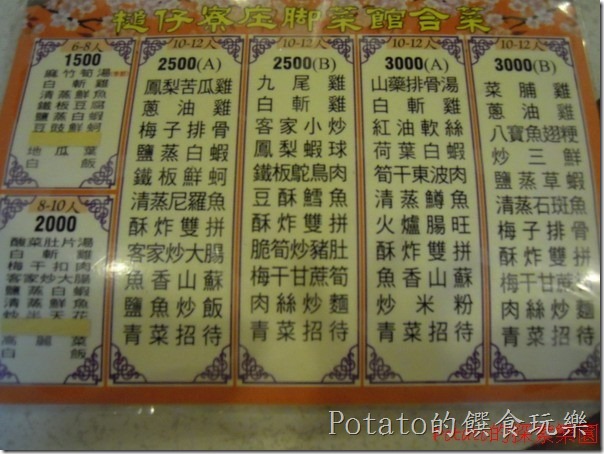 槌仔寮庄脚菜館合菜
6-8人
1500
麻竹筍湯
白斬雞
清蒸鮮魚
鐵板豆腐
鹽蒸白蝦
豆豉鮮蚵
地瓜葉
白飯
8-10人
2000
酸菜肚片湯
白斬雞
梅干扣肉
客家炒大腸
鹽蒸白蝦
清蒸鮮魚
炒半天花
高麗菜
白飯
10-12人
2500(A)
鳳梨苦瓜雞
蔥油雞
梅子排骨
鹽蒸白蝦
鐵板鮮蚵
清蒸尼羅魚
酥炸雙拼
客家炒大腸
魚香山蘇
鹽魚炒飯
青菜招待
10-12人
2500(B)
九尾雞
白斬雞
客家小炒
鳳梨蝦球
鐵板鴕鳥肉
豆酥鱈魚
酥炸雙拼
脆筍炒豬肚
梅干甘蔗筍
肉絲炒麵
青菜招待
10-12人
3000(A)
山藥排骨湯
白斬雞
紅油軟絲
荷葉白蝦
筍干東波肉
清蒸鱒魚
火爐腸旺
酥炸雙拼
魚香山蘇
炒米粉
青菜招待
10-12人
3000(B)
菜脯雞
蔥油雞
八寶魚翅粳
炒三鮮
鹽蒸草蝦
清蒸石斑魚
酥炸雙拼
梅干甘蔗筍
肉絲炒麵
青菜招待
Potato的饌食玩樂